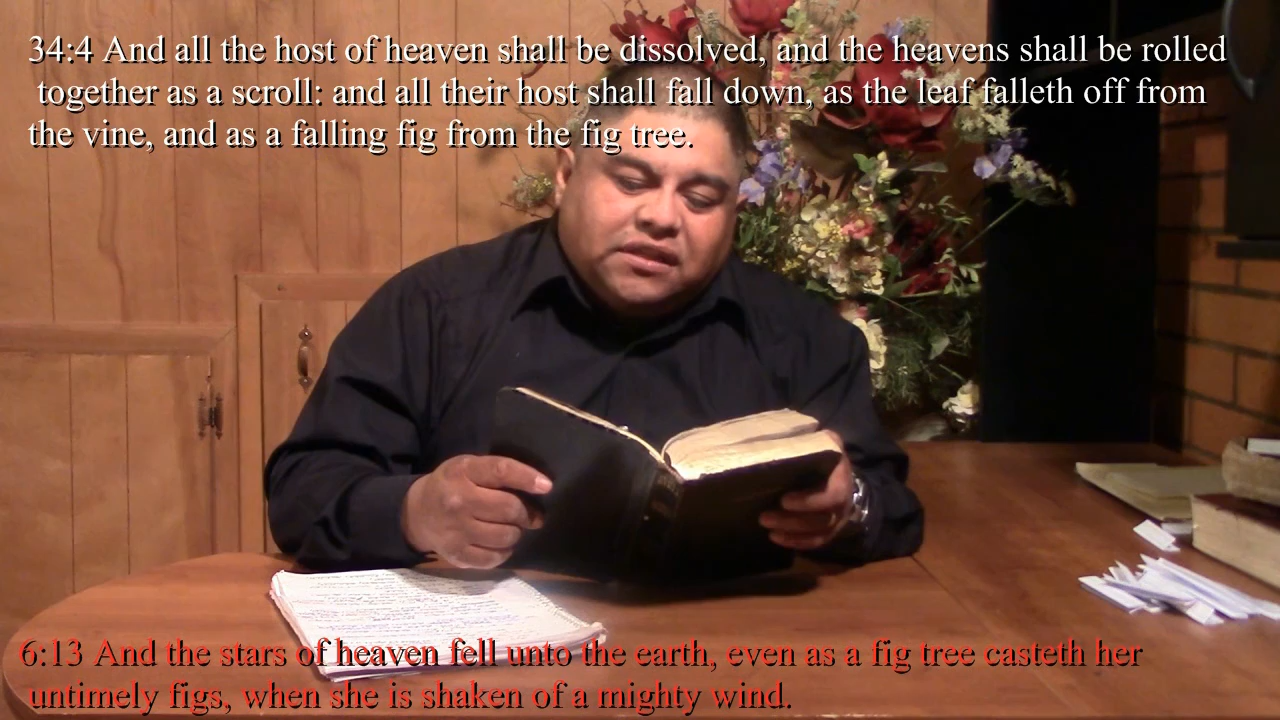 34:4 And all the host of heaven shall be dissolved, and the heavens shall be rolled
together as a scroll: and all their host shall fall down, as the leaf falleth off from
the vine, and as a falling fig from the fig tree.
6:13 And the stars of heaven fell unto the earth, even as a fig tree casteth her
untimely figs, when she is shaken of a mighty wind.